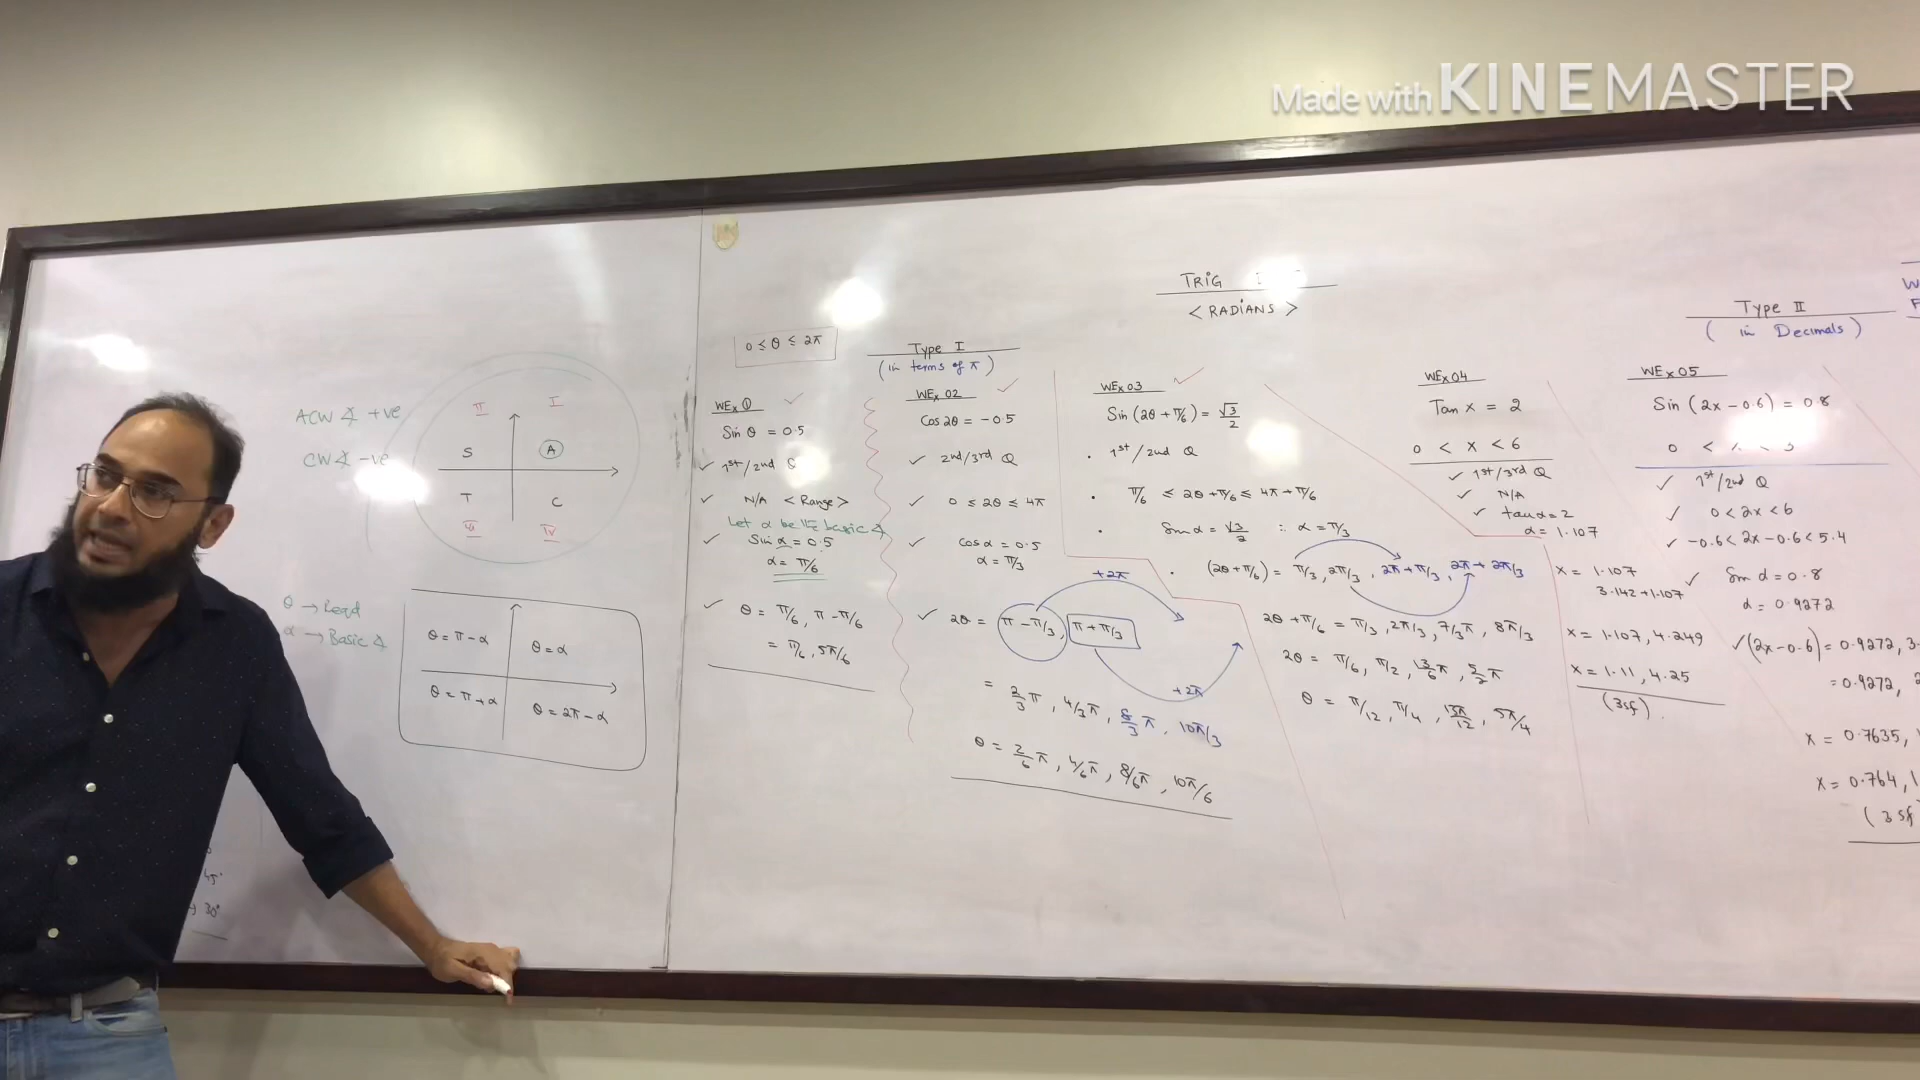 Made with KINEMASTER
TRIG
< RADIANS >
ACW ∡ +ve
CW ∡ -ve
II
I
S
A
T
C
III
IV
θ → Reqd
α → Basic ∡
θ = π - α
θ = α
θ = π + α
θ = 2π - α
45°
→ 30°
0 ≤ θ ≤ 2π
Type I
(in terms of π)
WEx ①
Sin θ = 0.5
✓ 1st/2nd
✓ N/A <Range>
Let α be the basic ∡
✓ Sin α = 0.5
α = π/6
✓ θ = π/6, π - π/6
= π/6, 5π/6
WEx 02
Cos 2θ = -0.5
✓ 2nd/3rd Q
✓ 0 ≤ 2θ ≤ 4π
✓ cos α = 0.5
α = π/3
+2π
✓ 2θ = π - π/3, π + π/3
+2π
= 2/3 π, 4/3 π, 8/3 π, 10π/3
θ = 2/6 π, 4/6 π, 8/6 π, 10π/6
WEx 03
Sin (2θ + π/6) = √3/2
· 1st/2nd Q
· π/6 ≤ 2θ + π/6 ≤ 4π + π/6
· Sin α = √3/2 ∴ α = π/3
· (2θ + π/6) = π/3, 2π/3, 2π + π/3, 2π + 2π/3
2θ + π/6 = π/3, 2π/3, 7/3 π, 8π/3
2θ = π/6, π/2, 13/6 π, 5/2 π
θ = π/12, π/4, 13π/12, 5π/4
WEx 04
Tan x = 2
0 < x < 6
✓ 1st/3rd Q
✓ N/A
✓ tan α = 2
α = 1.107
x = 1.107
3.142 + 1.107
x = 1.107, 4.249
x = 1.11, 4.25
(3sf)
Type II
(in Decimals)
WEx 05
Sin (2x - 0.6) = 0.8
0 <
✓ 1st/2nd Q
✓ 0 < 2x < 6
✓ -0.6 < 2x - 0.6 < 5.4
✓ Sin α = 0.8
α = 0.9272
✓ (2x - 0.6) = 0.9272, 3.
= 0.9272, 2
x = 0.7635, 1
x = 0.764, 1
(3sf
W
F